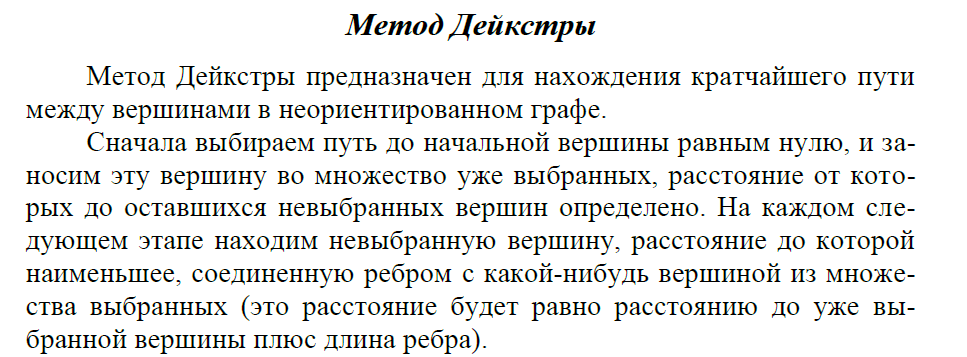 Метод Дейкстры
Метод Дейкстры предназначен для нахождения кратчайшего пути
между вершинами в неориентированном графе.
Сначала выбираем путь до начальной вершины равным нулю, и за-
носим эту вершину во множество уже выбранных, расстояние от кото-
рых до оставшихся невыбранных вершин определено. На каждом сле-
дующем этапе находим невыбранную вершину, расстояние до которой
наименьшее, соединенную ребром с какой-нибудь вершиной из множе-
ства выбранных (это расстояние будет равно расстоянию до уже вы-
бранной вершины плюс длина ребра).